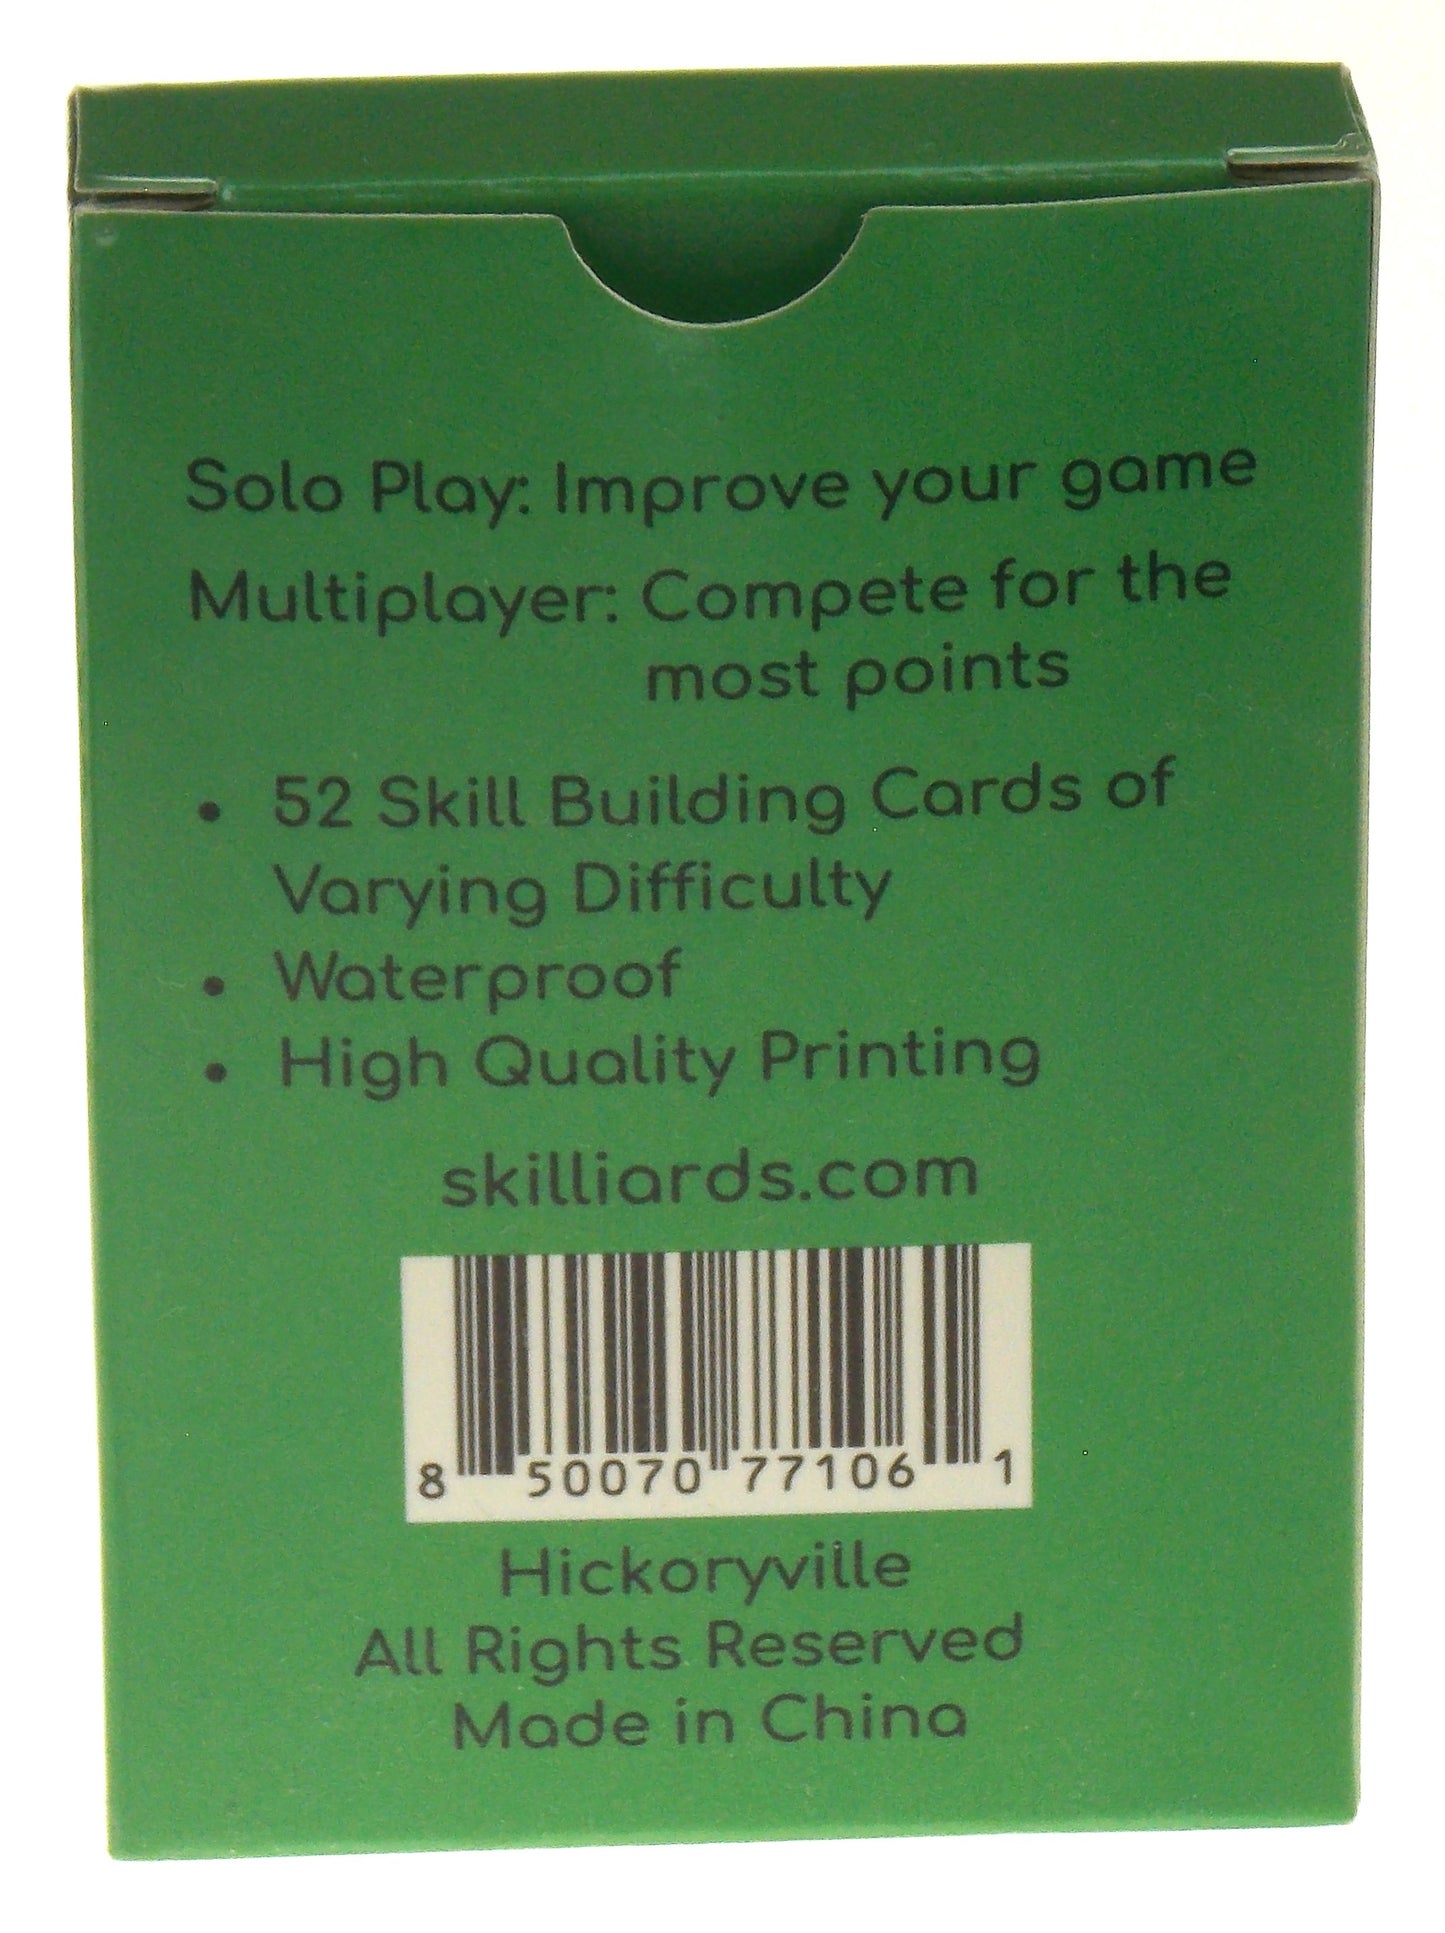 Solo Play: Improve your game
Multiplayer: Compete for the
most points
• 52 Skill Building Cards of
Varying Difficulty
• Waterproof
• High Quality Printing
skilliards.com
8 50070 77106 1
Hickoryville
All Rights Reserved
Made in China